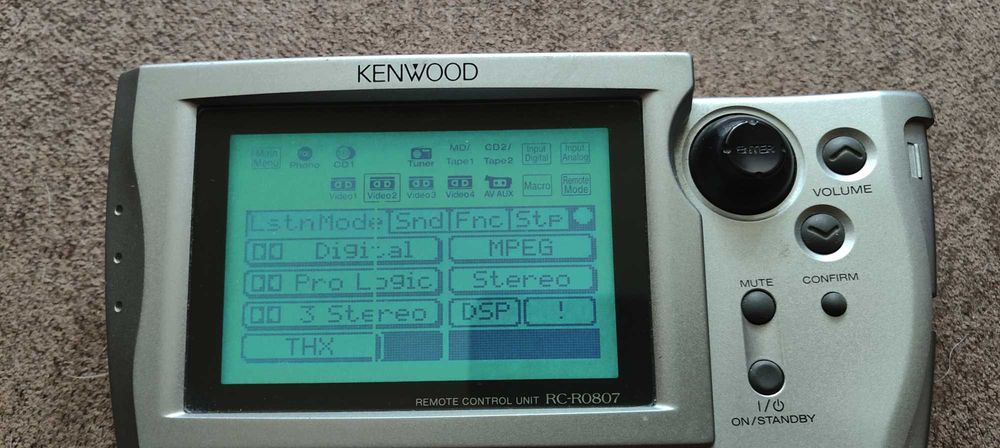 KENWOOD
Main Menu Phono CD1 Tuner MD/ Tape1 CD2/ Tape2 Input Digital Input Analog
Video1 Video2 Video3 Video4 AV AUX Macro Remote Mode
LstnMode Snd Fnc Stp
Digital MPEG
Pro Logic Stereo
3 Stereo DSP !
THX
REMOTE CONTROL UNIT RC-R0807
ENTER
VOLUME
MUTE CONFIRM
I/⏻
ON/STANDBY